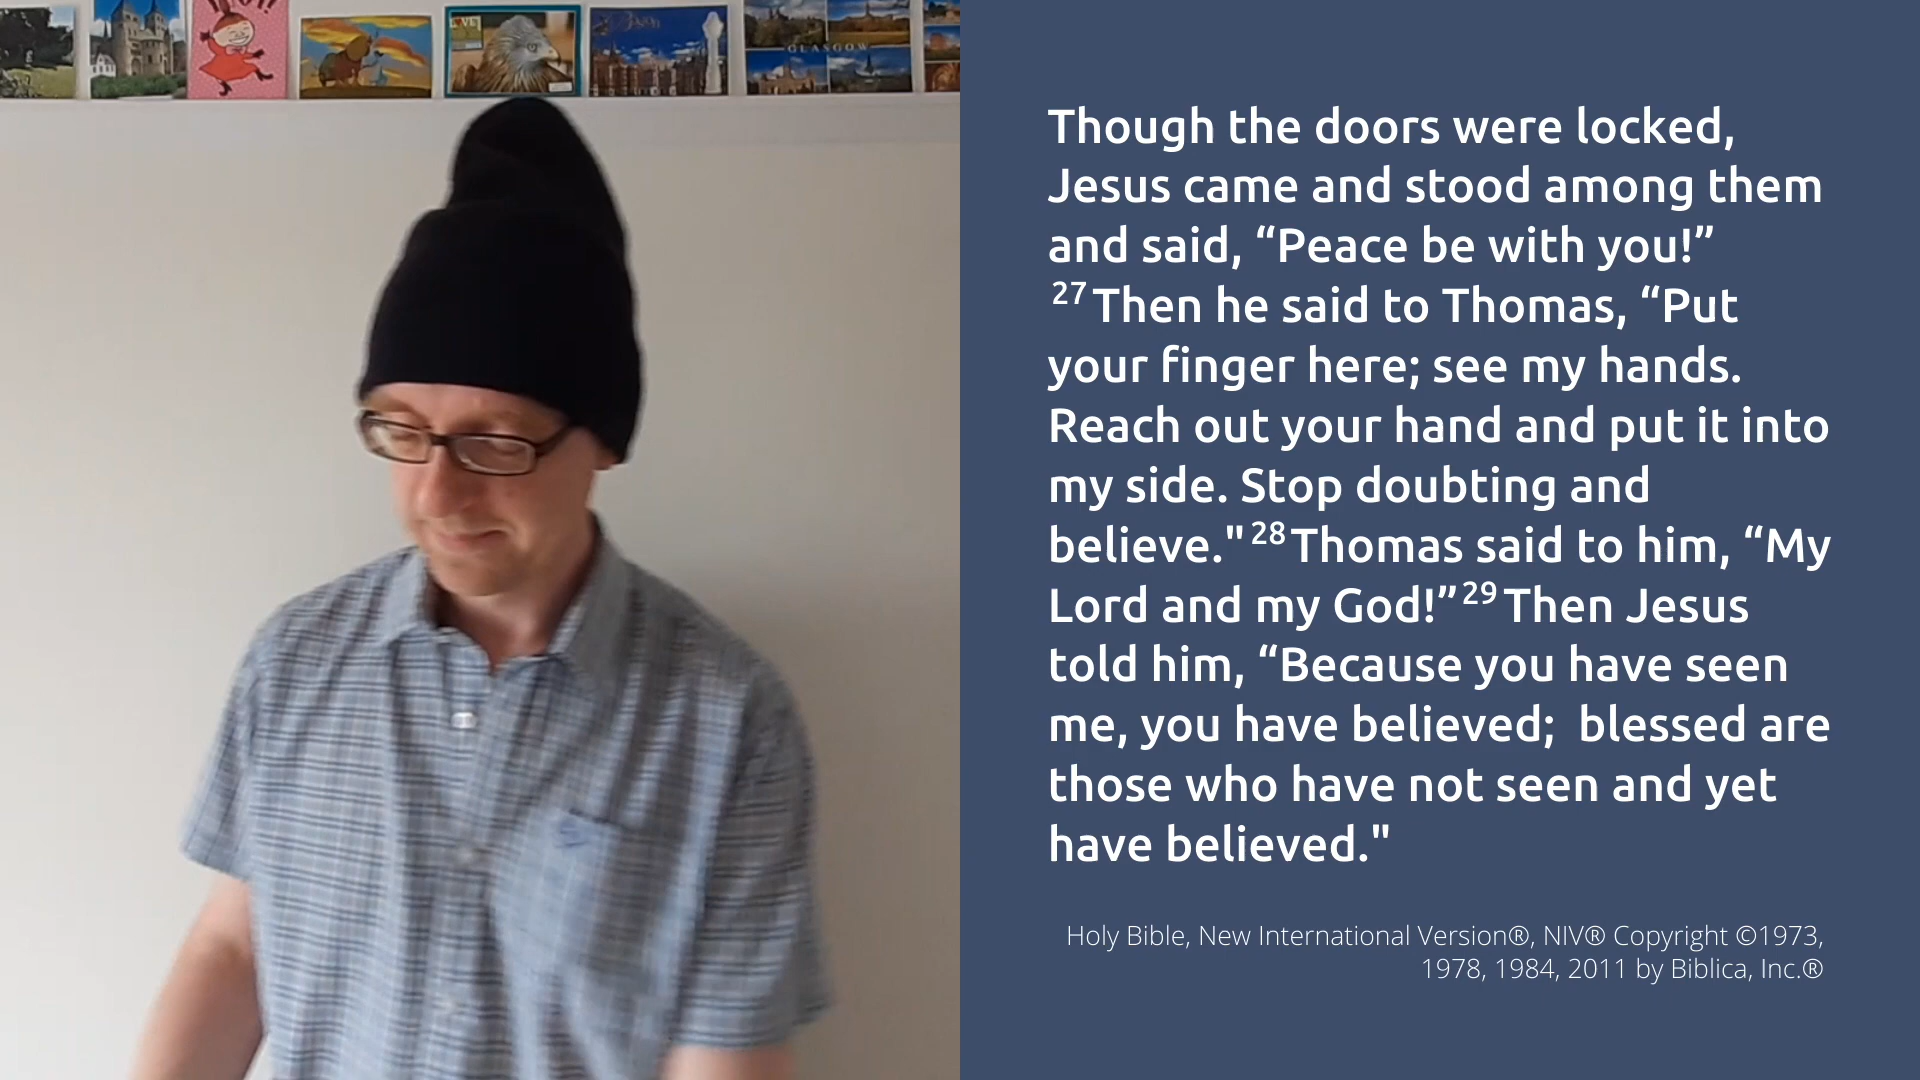 LOVE
GLASGOW
Though the doors were locked,
Jesus came and stood among them
and said, “Peace be with you!”
27 Then he said to Thomas, “Put
your finger here; see my hands.
Reach out your hand and put it into
my side. Stop doubting and
believe." 28 Thomas said to him, “My
Lord and my God!” 29 Then Jesus
told him, “Because you have seen
me, you have believed;  blessed are
those who have not seen and yet
have believed."
Holy Bible, New International Version®, NIV® Copyright ©1973,
1978, 1984, 2011 by Biblica, Inc.®